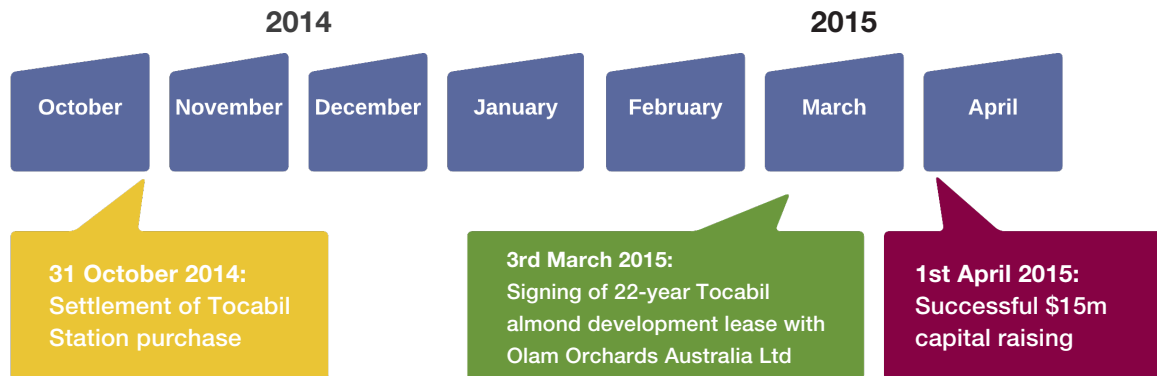 2014
2015
October
November
December
January
February
March
April
31 October 2014:
Settlement of Tocabil
Station purchase
3rd March 2015:
Signing of 22-year Tocabil
almond development lease with
Olam Orchards Australia Ltd
1st April 2015:
Successful $15m
capital raising